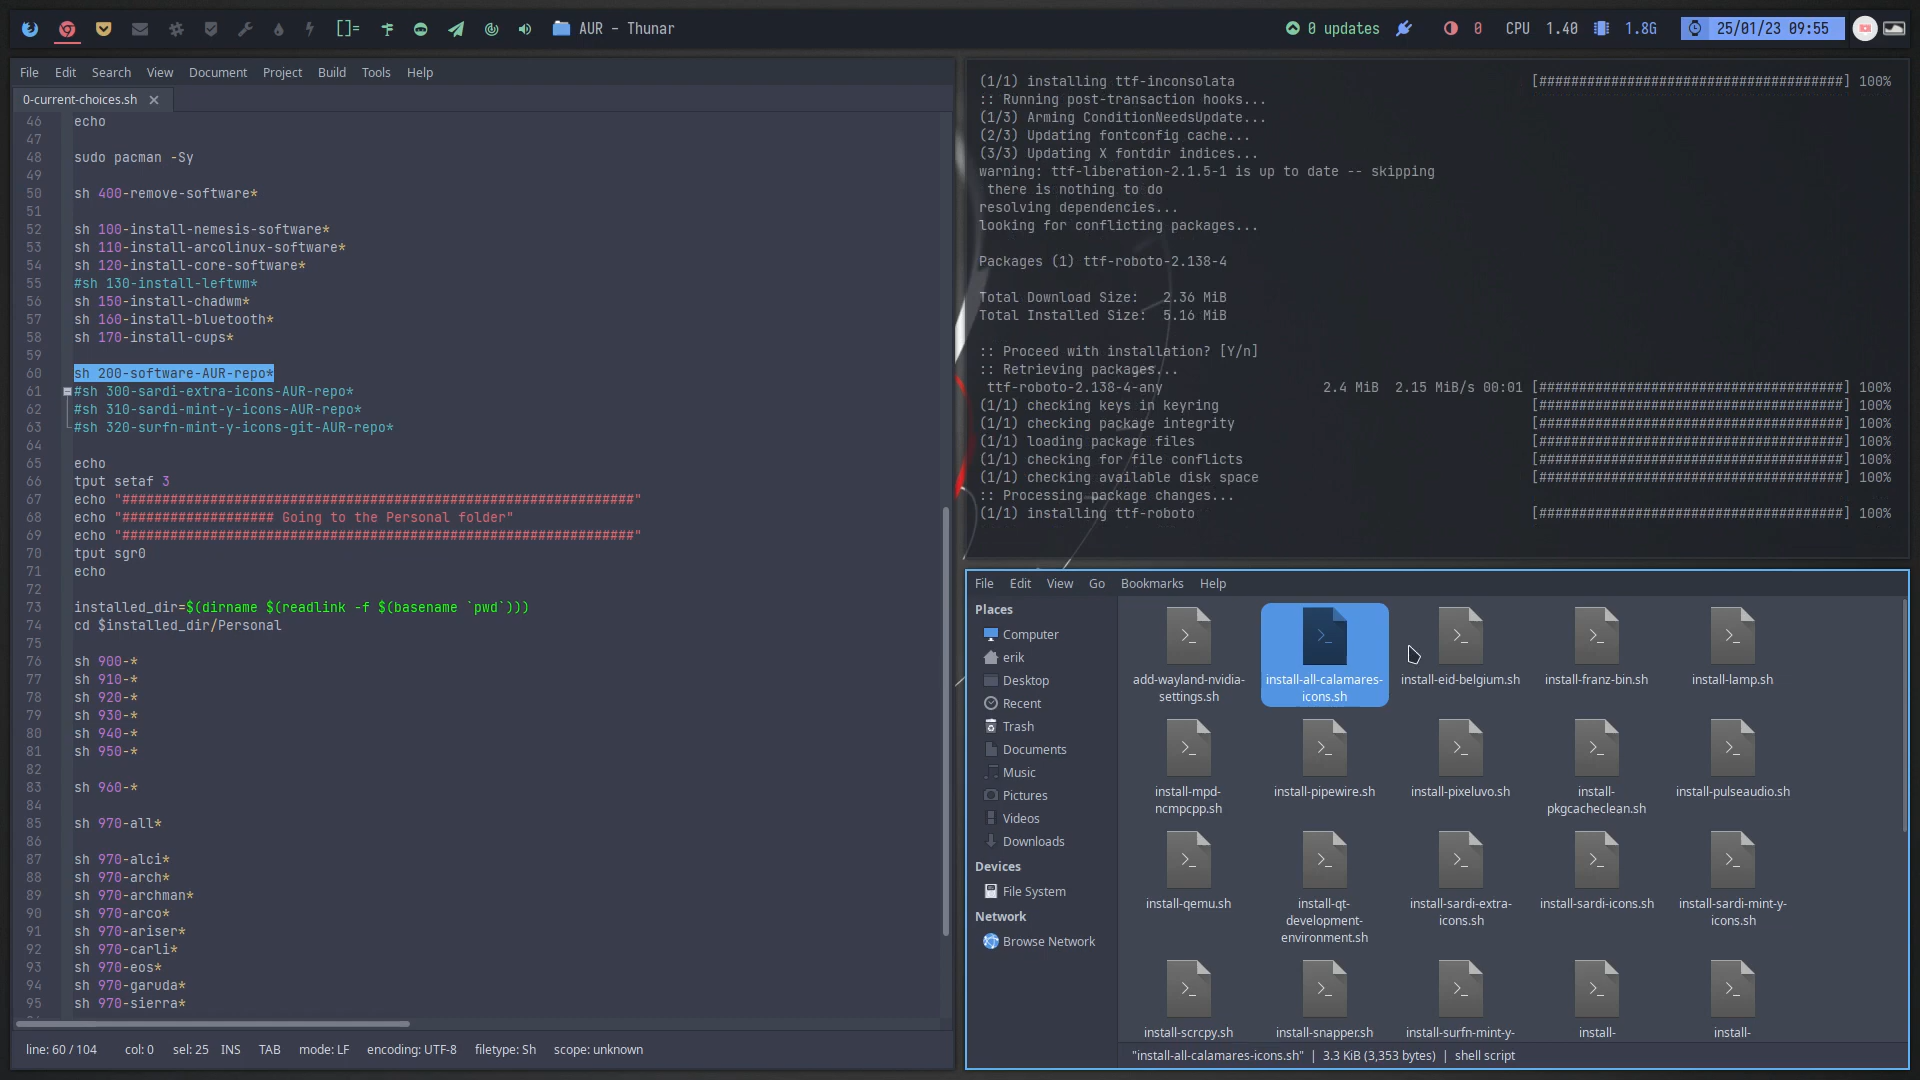 []=
AUR - Thunar
0 updates
0
CPU 1.40
1.8G
25/01/23 09:55
File Edit Search View Document Project Build Tools Help
0-current-choices.sh
46 echo
47
48 sudo pacman -Sy
49
50 sh 400-remove-software*
51
52 sh 100-install-nemesis-software*
53 sh 110-install-arcolinux-software*
54 sh 120-install-core-software*
55 #sh 130-install-leftwm*
56 sh 150-install-chadwm*
57 sh 160-install-bluetooth*
58 sh 170-install-cups*
59
60 sh 200-software-AUR-repo*
61 #sh 300-sardi-extra-icons-AUR-repo*
62 #sh 310-sardi-mint-y-icons-AUR-repo*
63 #sh 320-surfn-mint-y-icons-git-AUR-repo*
64
65 echo
66 tput setaf 3
67 echo "################################################################"
68 echo "################### Going to the Personal folder"
69 echo "################################################################"
70 tput sgr0
71 echo
72
73 installed_dir=$(dirname $(readlink -f $(basename `pwd`)))
74 cd $installed_dir/Personal
75
76 sh 900-*
77 sh 910-*
78 sh 920-*
79 sh 930-*
80 sh 940-*
81 sh 950-*
82
83 sh 960-*
84
85 sh 970-all*
86
87 sh 970-alci*
88 sh 970-arch*
89 sh 970-archman*
90 sh 970-arco*
91 sh 970-ariser*
92 sh 970-carli*
93 sh 970-eos*
94 sh 970-garuda*
95 sh 970-sierra*
line: 60 / 104 col: 0 sel: 25 INS TAB mode: LF encoding: UTF-8 filetype: Sh scope: unknown
(1/1) installing ttf-inconsolata [######################################] 100%
:: Running post-transaction hooks...
(1/3) Arming ConditionNeedsUpdate...
(2/3) Updating fontconfig cache...
(3/3) Updating X fontdir indices...
warning: ttf-liberation-2.1.5-1 is up to date -- skipping
there is nothing to do
resolving dependencies...
looking for conflicting packages...
Packages (1) ttf-roboto-2.138-4
Total Download Size: 2.36 MiB
Total Installed Size: 5.16 MiB
:: Proceed with installation? [Y/n]
:: Retrieving packages...
ttf-roboto-2.138-4-any 2.4 MiB 2.15 MiB/s 00:01 [######################################] 100%
(1/1) checking keys in keyring [######################################] 100%
(1/1) checking package integrity [######################################] 100%
(1/1) loading package files [######################################] 100%
(1/1) checking for file conflicts [######################################] 100%
(1/1) checking available disk space [######################################] 100%
:: Processing package changes...
(1/1) installing ttf-roboto [######################################] 100%
File Edit View Go Bookmarks Help
Places
Computer
erik
Desktop
Recent
Trash
Documents
Music
Pictures
Videos
Downloads
Devices
File System
Network
Browse Network
add-wayland-nvidia-
settings.sh
install-all-calamares-
icons.sh
install-eid-belgium.sh
install-franz-bin.sh
install-lamp.sh
install-mpd-
ncmpcpp.sh
install-pipewire.sh
install-pixeluvo.sh
install-
pkgcacheclean.sh
install-pulseaudio.sh
install-qemu.sh
install-qt-
development-
environment.sh
install-sardi-extra-
icons.sh
install-sardi-icons.sh
install-sardi-mint-y-
icons.sh
install-scrcpy.sh
install-snapper.sh
install-surfn-mint-y-
install-
install-
"install-all-calamares-icons.sh" | 3.3 KiB (3,353 bytes) | shell script